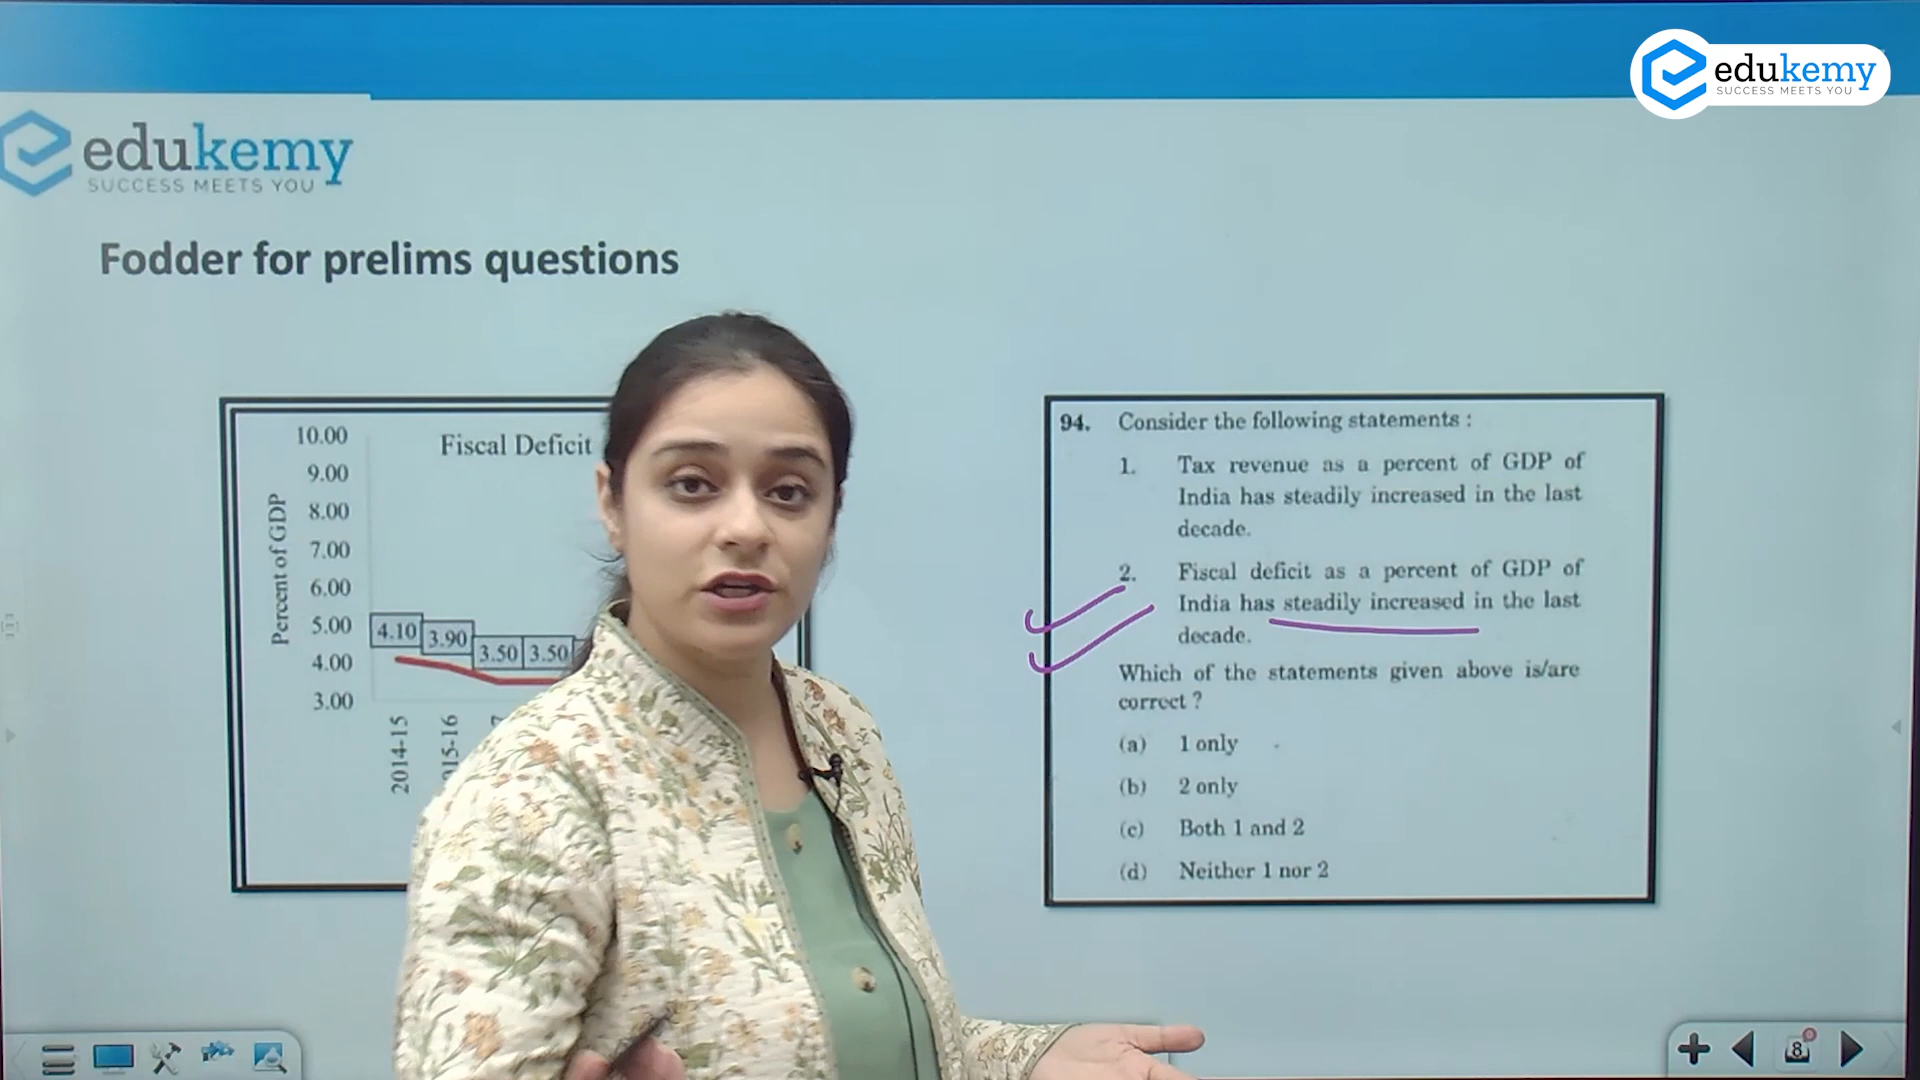 edukemy
SUCCESS MEETS YOU
edukemy
SUCCESS MEETS YOU
Fodder for prelims questions
Fiscal Deficit
Percent of GDP
10.00
9.00
8.00
7.00
6.00
5.00
4.00
3.00
4.10
3.90
3.50
3.50
2014-15
015-16
7
94. Consider the following statements :
1. Tax revenue as a percent of GDP of
India has steadily increased in the last
decade.
2. Fiscal deficit as a percent of GDP of
India has steadily increased in the last
decade.
Which of the statements given above is/are
correct ?
(a) 1 only
(b) 2 only
(c) Both 1 and 2
(d) Neither 1 nor 2
8